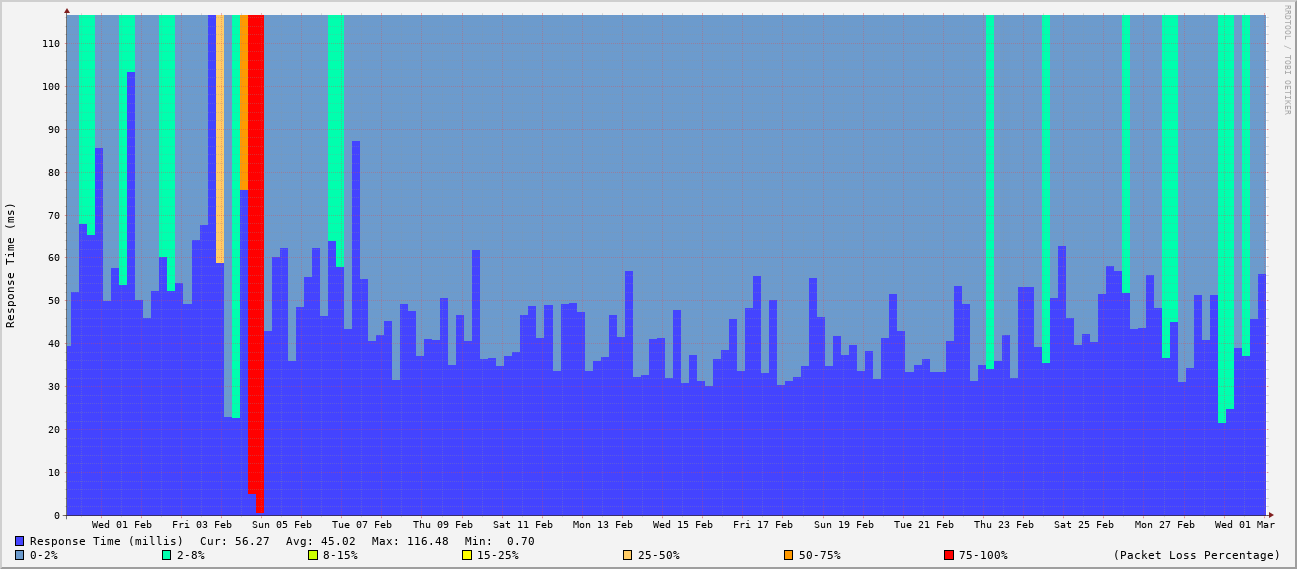 RRDTOOL / TOBI OETIKER
Response Time (ms)
110
100
90
80
70
60
50
40
30
20
10
0
Wed 01 Feb Fri 03 Feb Sun 05 Feb Tue 07 Feb Thu 09 Feb Sat 11 Feb Mon 13 Feb Wed 15 Feb Fri 17 Feb Sun 19 Feb Tue 21 Feb Thu 23 Feb Sat 25 Feb Mon 27 Feb Wed 01 Mar
Response Time (millis) Cur: 56.27 Avg: 45.02 Max: 116.48 Min: 0.70
0-2% 2-8% 8-15% 15-25% 25-50% 50-75% 75-100% (Packet Loss Percentage)